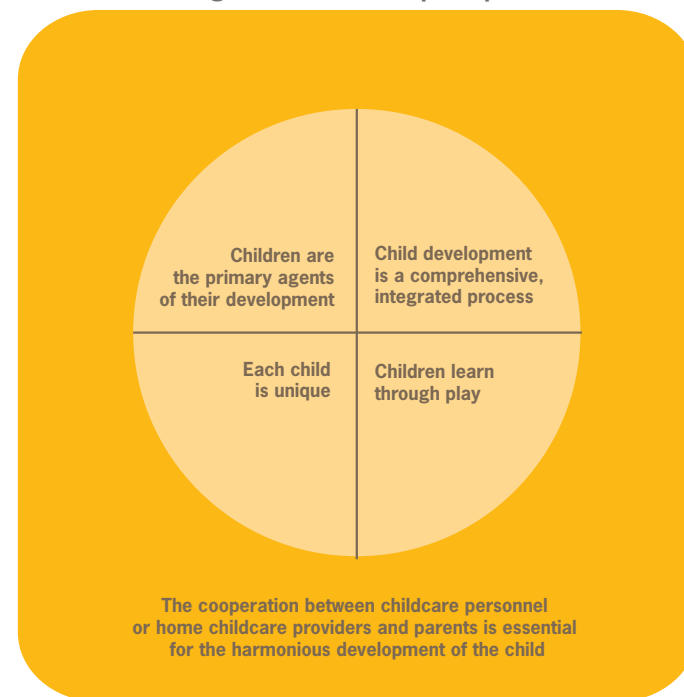 Children are
the primary agents
of their development
Child development
is a comprehensive,
integrated process
Each child
is unique
Children learn
through play
The cooperation between childcare personnel
or home childcare providers and parents is essential
for the harmonious development of the child